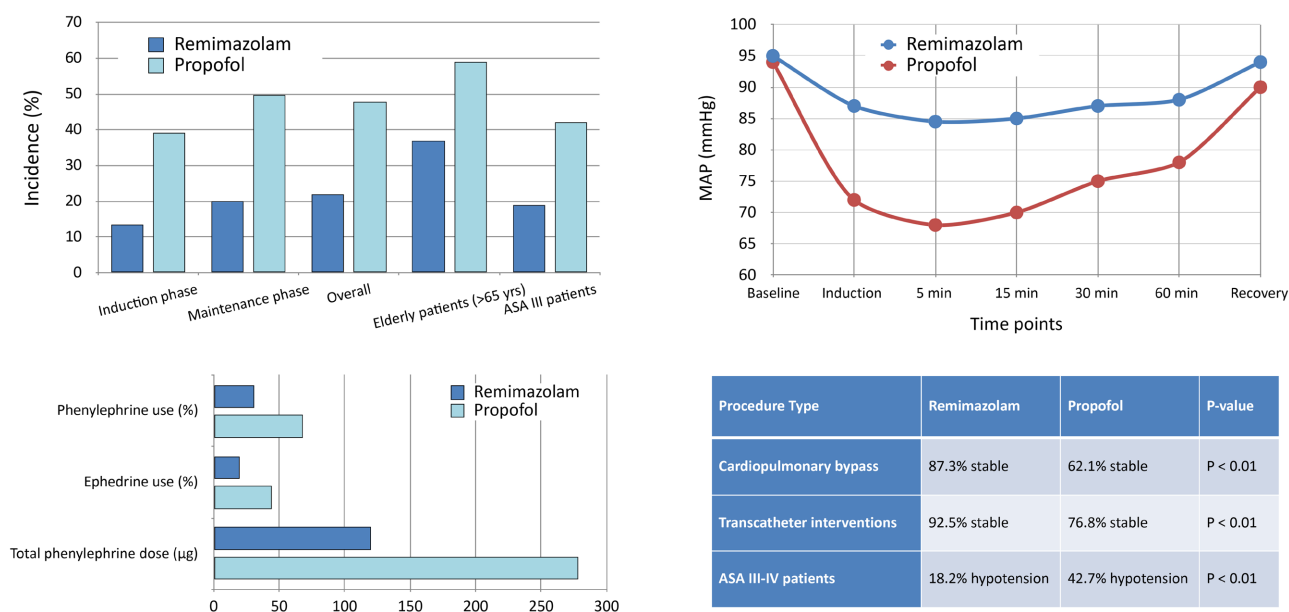 70
60
50
40
30
20
10
0
Incidence (%)
Remimazolam
Propofol
Induction phase
Maintenance phase
Overall
Elderly patients (>65 yrs)
ASA III patients
100
95
90
85
80
75
70
65
60
MAP (mmHg)
Remimazolam
Propofol
Baseline Induction 5 min 15 min 30 min 60 min Recovery
Time points
Remimazolam
Propofol
Phenylephrine use (%)
Ephedrine use (%)
Total phenylephrine dose (µg)
0 50 100 150 200 250 300
Procedure Type Remimazolam Propofol P-value
Cardiopulmonary bypass 87.3% stable 62.1% stable P < 0.01
Transcatheter interventions 92.5% stable 76.8% stable P < 0.01
ASA III-IV patients 18.2% hypotension 42.7% hypotension P < 0.01